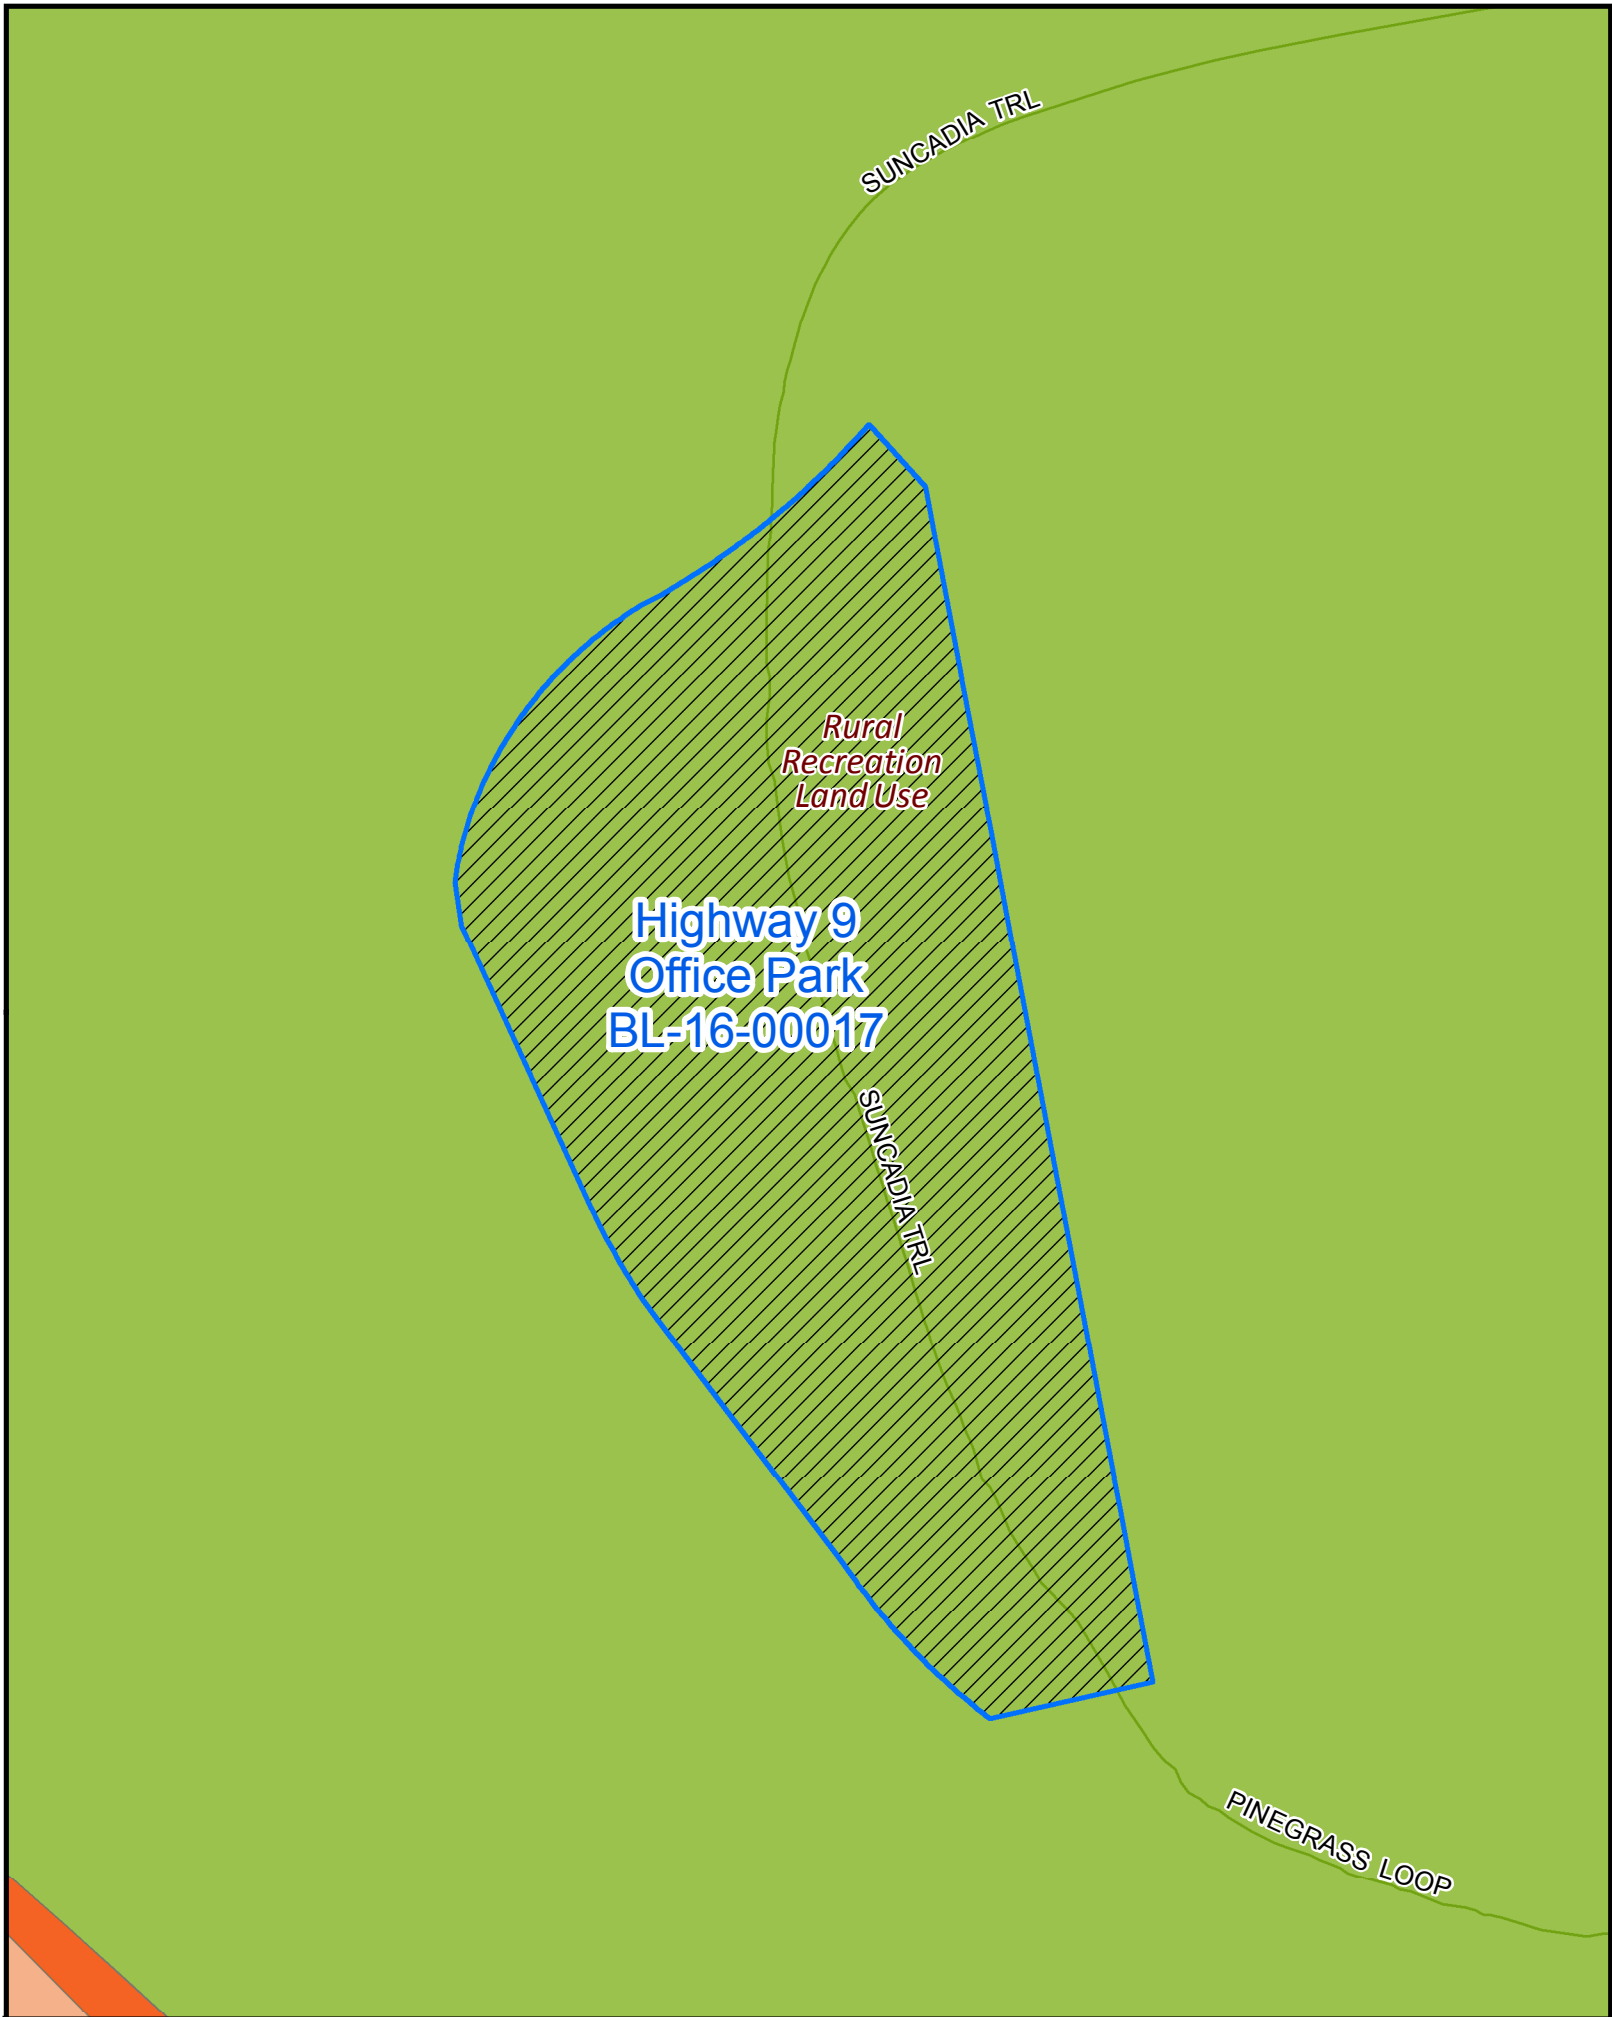 SUNCADIA TRL
Rural
Recreation
Land Use
Highway 9
Office Park
BL-16-00017
SUNCADIA TRL
PINEGRASS LOOP